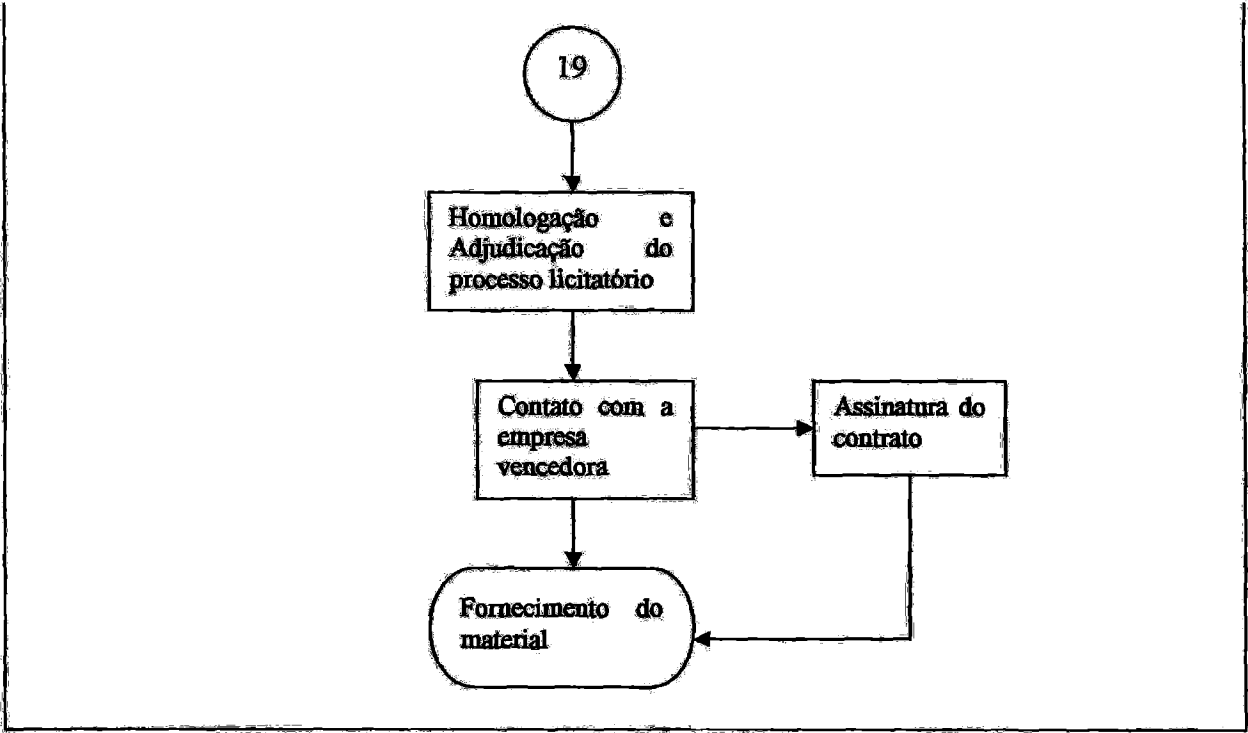 19
Homologação e
Adjudicação do
processo licitatório
Contato com a
empresa
vencedora
Assinatura do
contrato
Fornecimento do
material